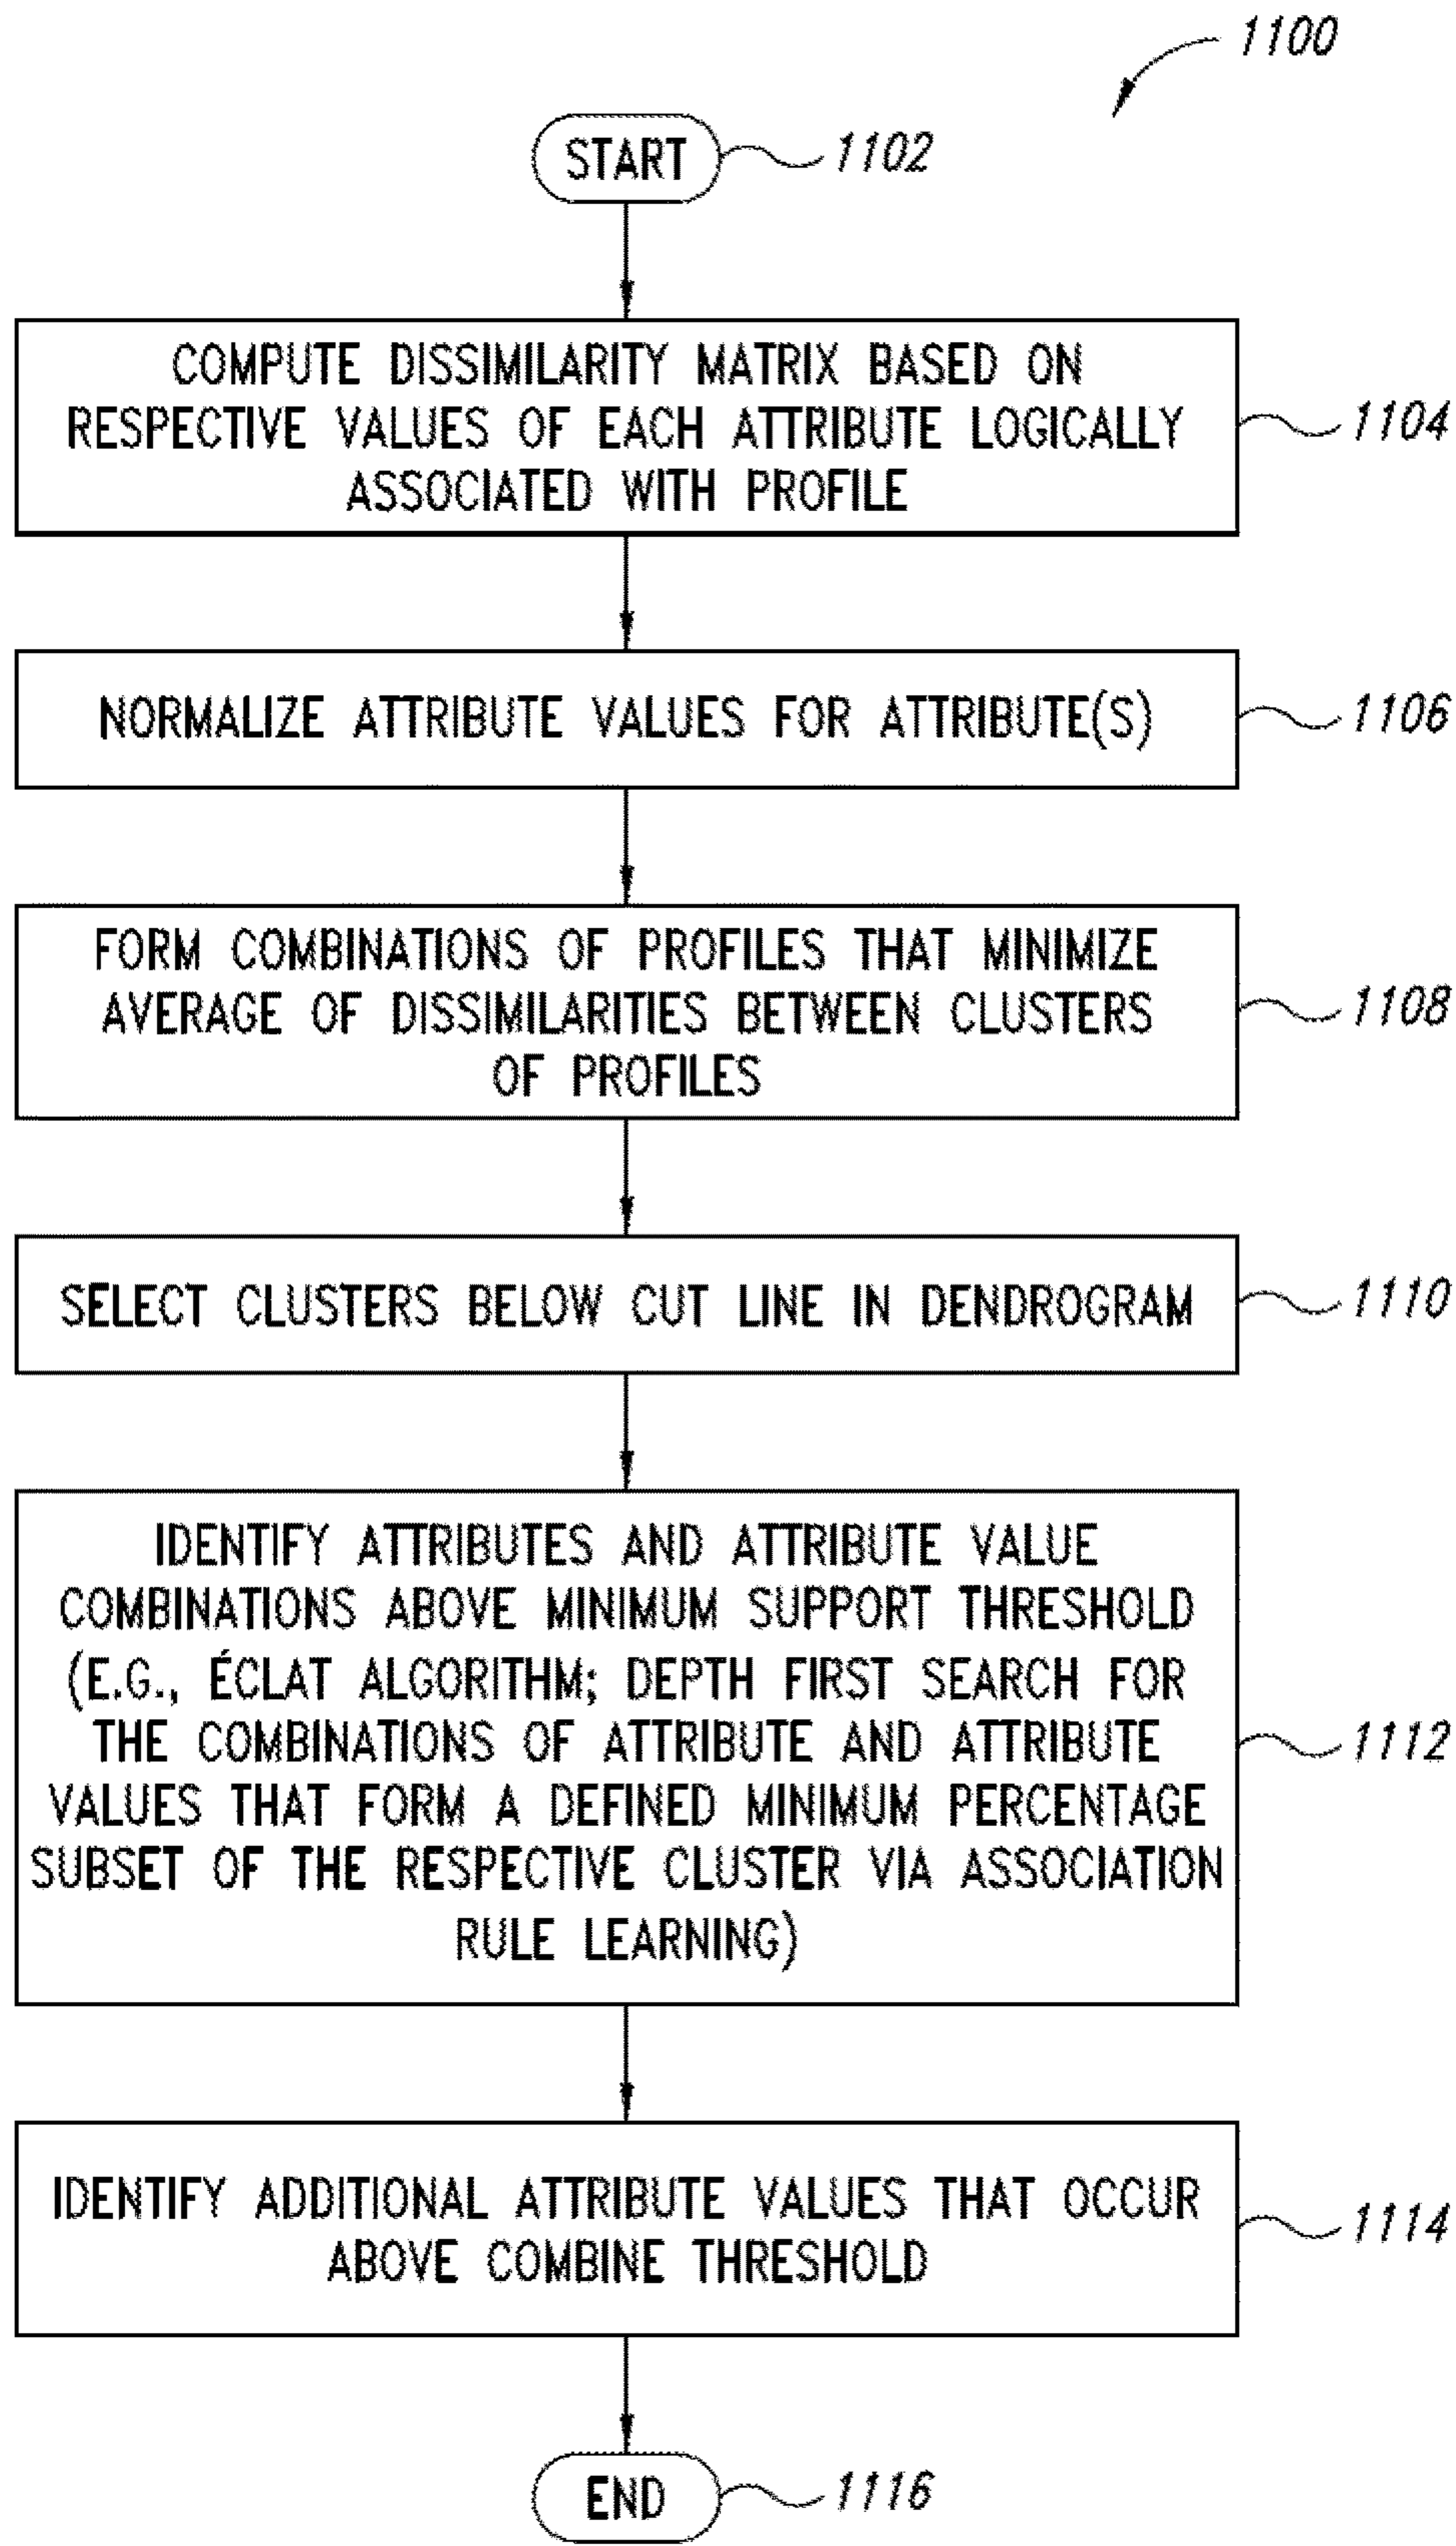 1100
START
1102
COMPUTE DISSIMILARITY MATRIX BASED ON
RESPECTIVE VALUES OF EACH ATTRIBUTE LOGICALLY
ASSOCIATED WITH PROFILE
1104
NORMALIZE ATTRIBUTE VALUES FOR ATTRIBUTE(S)
1106
FORM COMBINATIONS OF PROFILES THAT MINIMIZE
AVERAGE OF DISSIMILARITIES BETWEEN CLUSTERS
OF PROFILES
1108
SELECT CLUSTERS BELOW CUT LINE IN DENDROGRAM
1110
IDENTIFY ATTRIBUTES AND ATTRIBUTE VALUE
COMBINATIONS ABOVE MINIMUM SUPPORT THRESHOLD
(E.G., ÉCLAT ALGORITHM; DEPTH FIRST SEARCH FOR
THE COMBINATIONS OF ATTRIBUTE AND ATTRIBUTE
VALUES THAT FORM A DEFINED MINIMUM PERCENTAGE
SUBSET OF THE RESPECTIVE CLUSTER VIA ASSOCIATION
RULE LEARNING)
1112
IDENTIFY ADDITIONAL ATTRIBUTE VALUES THAT OCCUR
ABOVE COMBINE THRESHOLD
1114
END
1116